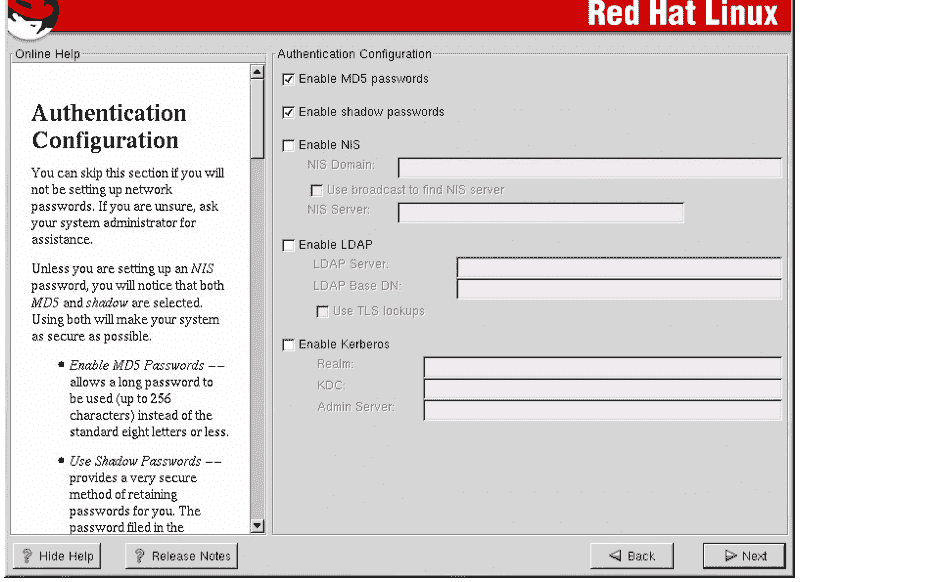 Red Hat Linux
Online Help
Authentication
Configuration
You can skip this section if you will
not be setting up network
passwords. If you are unsure, ask
your system administrator for
assistance.
Unless you are setting up an NIS
password, you will notice that both
MD5 and shadow are selected.
Using both will make your system
as secure as possible.
Enable MD5 Passwords --
allows a long password to
be used (up to 256
characters) instead of the
standard eight letters or less.
Use Shadow Passwords --
provides a very secure
method of retaining
passwords for you. The
password filed in the
Authentication Configuration
Enable MD5 passwords
Enable shadow passwords
Enable NIS
NIS Domain:
Use broadcast to find NIS server
NIS Server:
Enable LDAP
LDAP Server:
LDAP Base DN:
Use TLS lookups
Enable Kerberos
Realm:
KDC:
Admin Server:
? Hide Help
? Release Notes
Back
Next